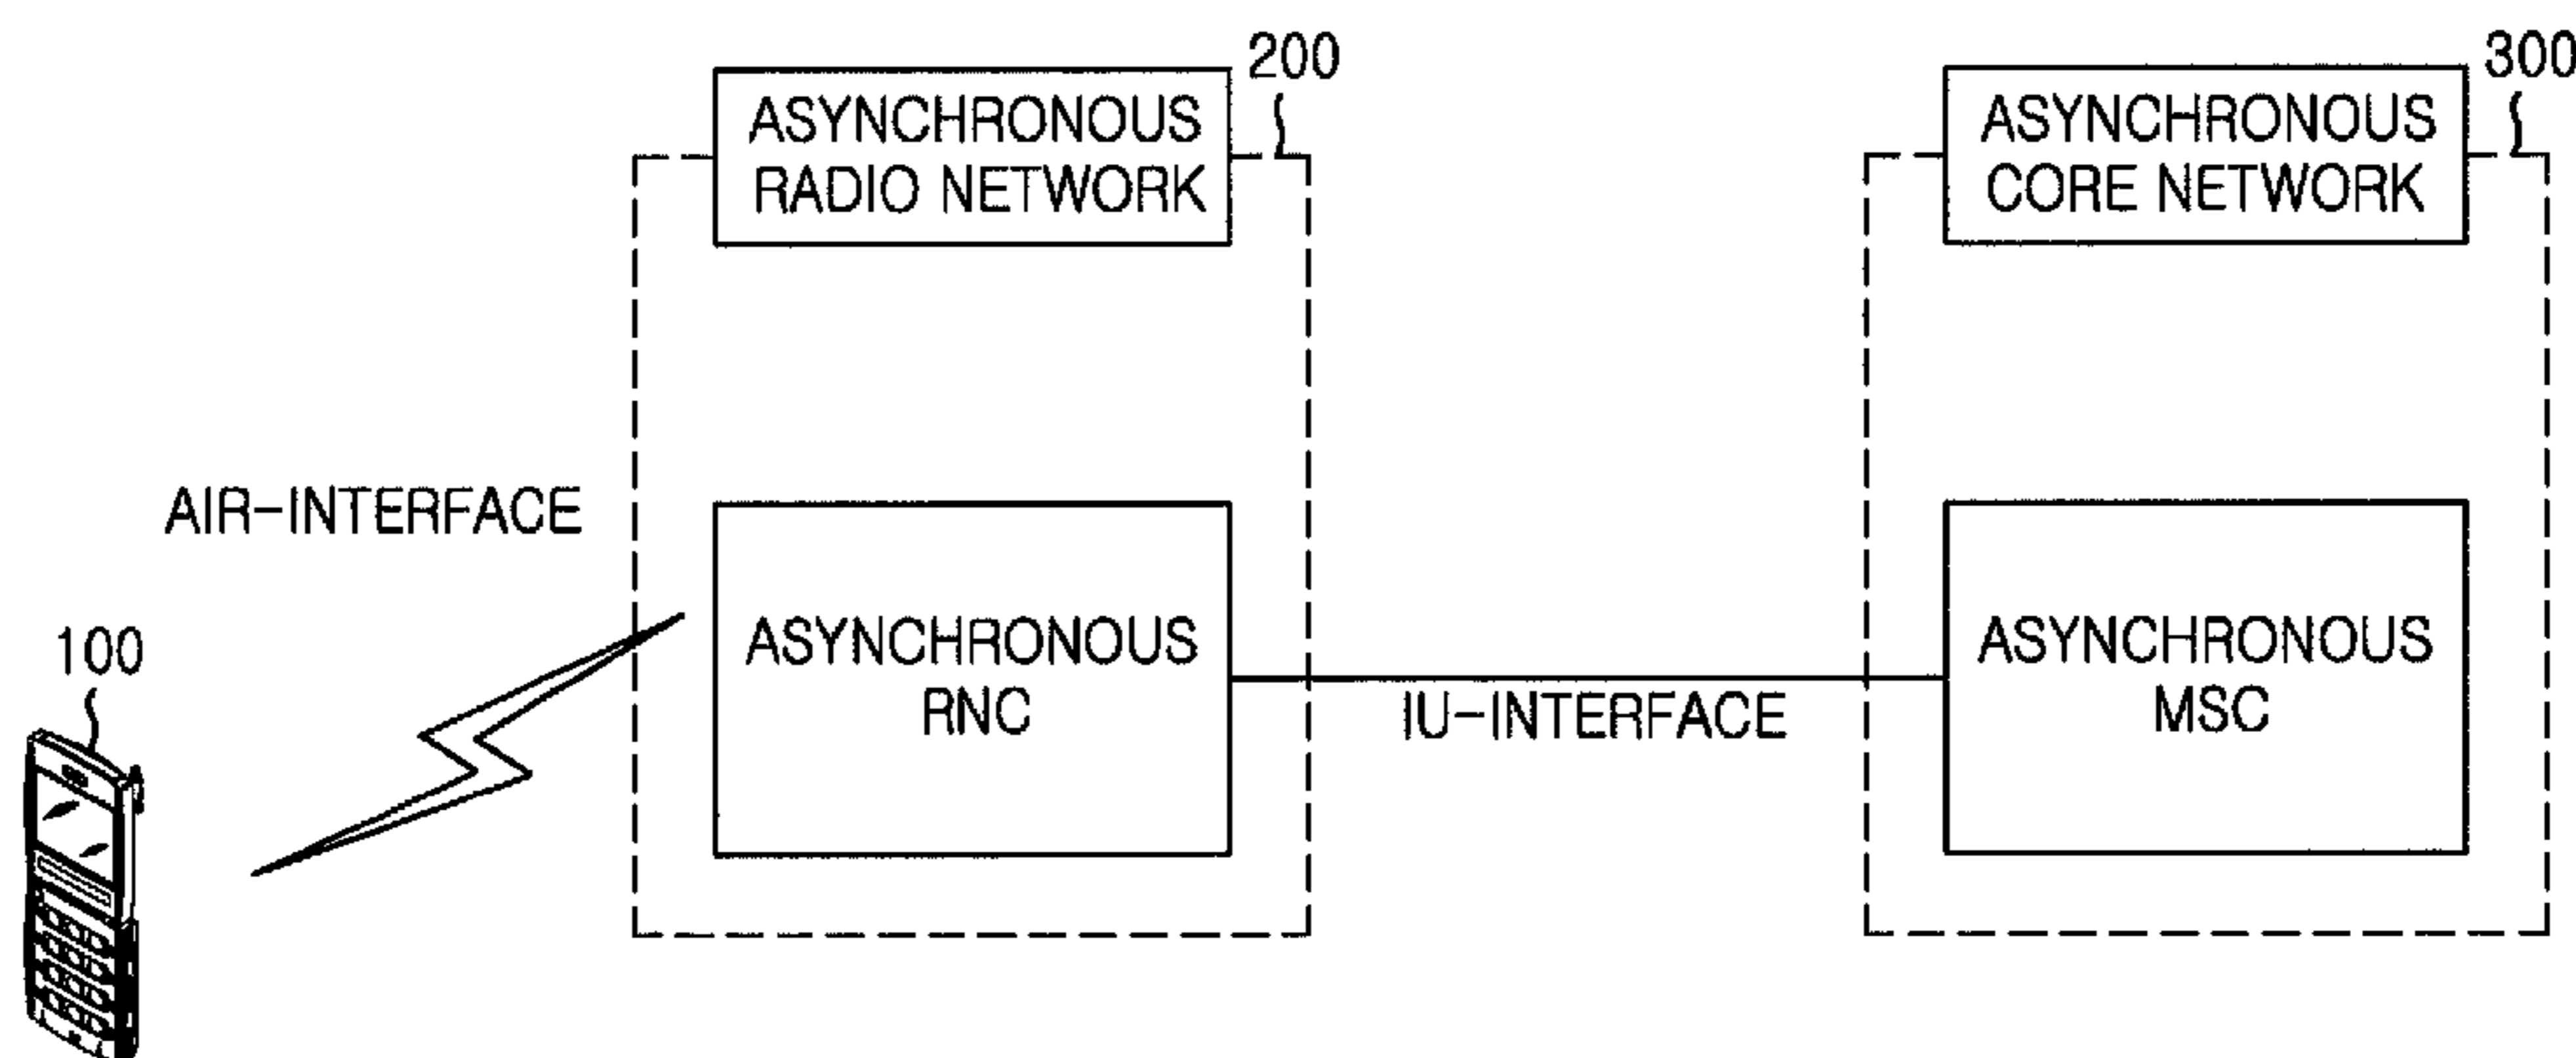 200
300
ASYNCHRONOUS
RADIO NETWORK
ASYNCHRONOUS
CORE NETWORK
AIR-INTERFACE
100
ASYNCHRONOUS
RNC
IU-INTERFACE
ASYNCHRONOUS
MSC